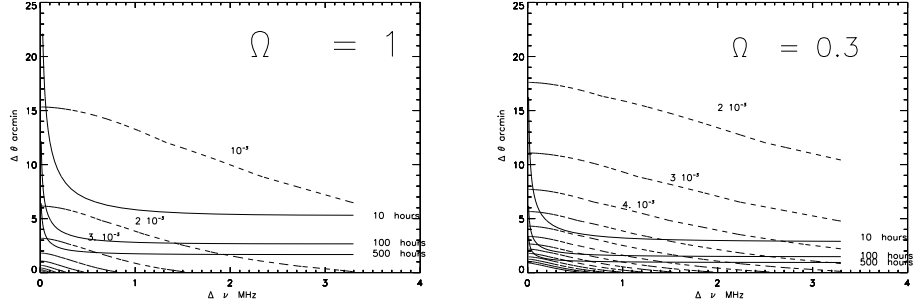 Ω = 1
25
20
15
10
5
0
Δ θ arcmin
10⁻³
2 10⁻³
3. 10⁻³
10 hours
100 hours
500 hours
0 1 2 3 4
Δ ν MHz
Ω = 0.3
25
20
15
10
5
0
Δ θ arcmin
2 10⁻³
3 10⁻³
4. 10⁻³
10 hours
100 hours
500 hours
0 1 2 3 4
Δ ν MHz